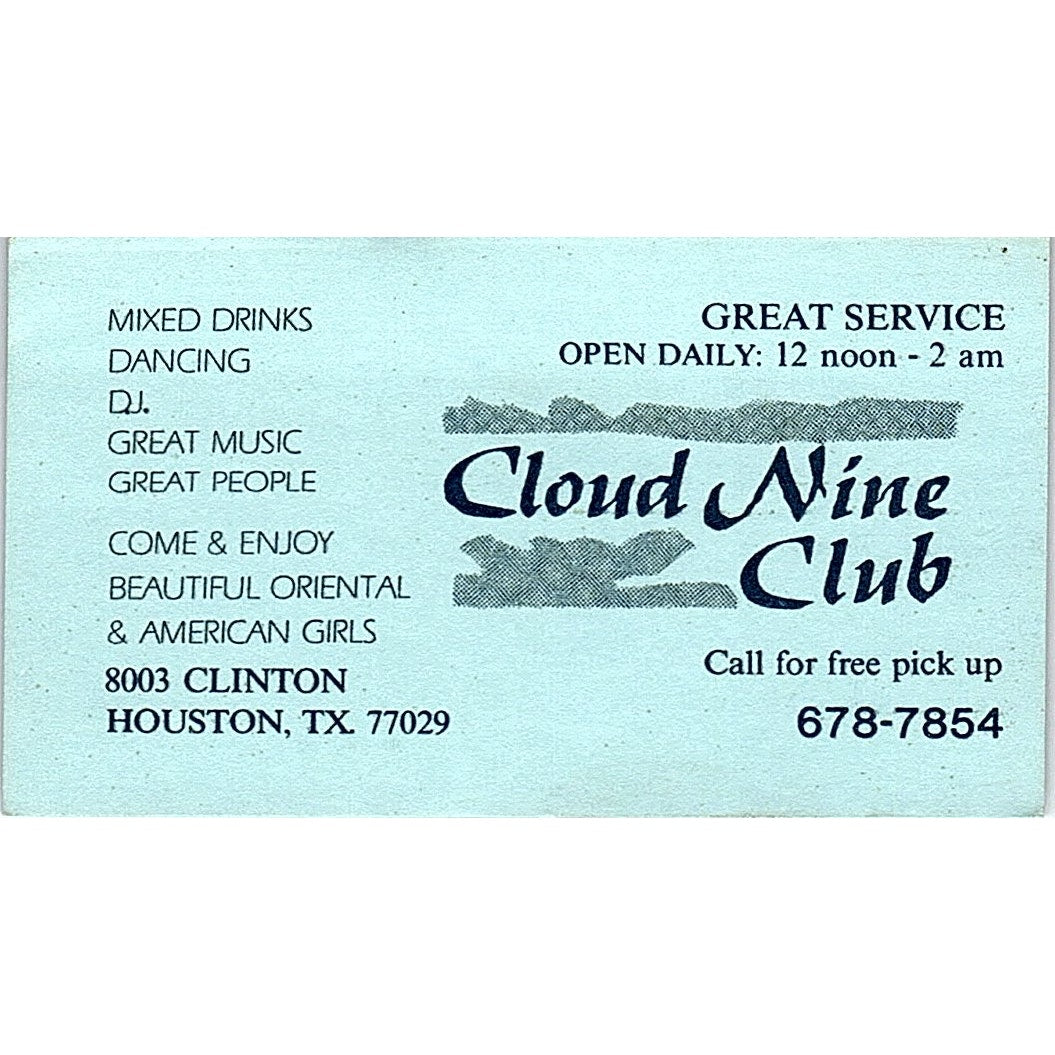 MIXED DRINKS
DANCING
D.J.
GREAT MUSIC
GREAT PEOPLE
COME & ENJOY
BEAUTIFUL ORIENTAL
& AMERICAN GIRLS
8003 CLINTON
HOUSTON, TX. 77029
GREAT SERVICE
OPEN DAILY: 12 noon - 2 am
Cloud Nine
Club
Call for free pick up
678-7854